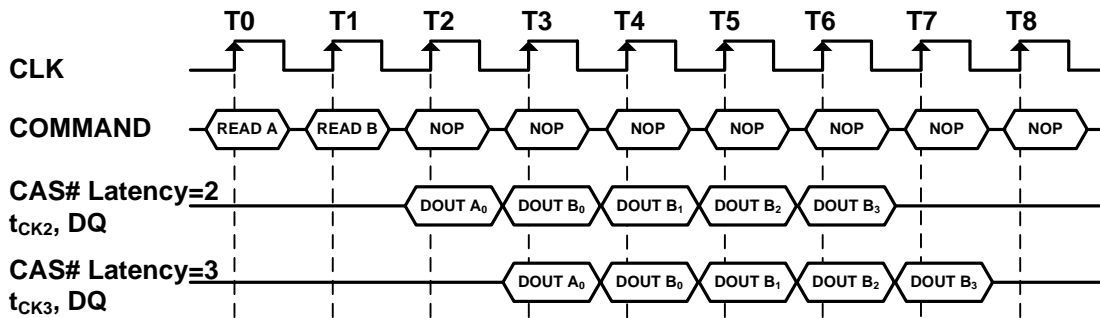 T0 T1 T2 T3 T4 T5 T6 T7 T8
CLK
COMMAND READ A READ B NOP NOP NOP NOP NOP NOP NOP
CAS# Latency=2
tCK2, DQ DOUT A0 DOUT B0 DOUT B1 DOUT B2 DOUT B3
CAS# Latency=3
tCK3, DQ DOUT A0 DOUT B0 DOUT B1 DOUT B2 DOUT B3